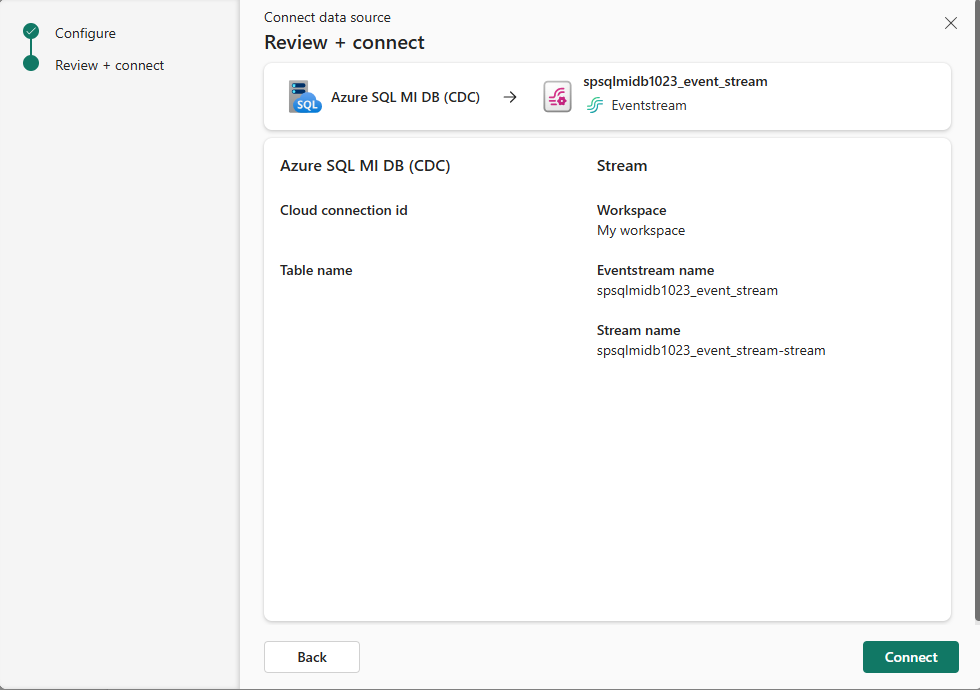 Configure
Review + connect
Connect data source
Review + connect
SQL
Azure SQL MI DB (CDC)
spsqlmidb1023_event_stream
Eventstream
Azure SQL MI DB (CDC)
Cloud connection id
Table name
Stream
Workspace
My workspace
Eventstream name
spsqlmidb1023_event_stream
Stream name
spsqlmidb1023_event_stream-stream
Back
Connect